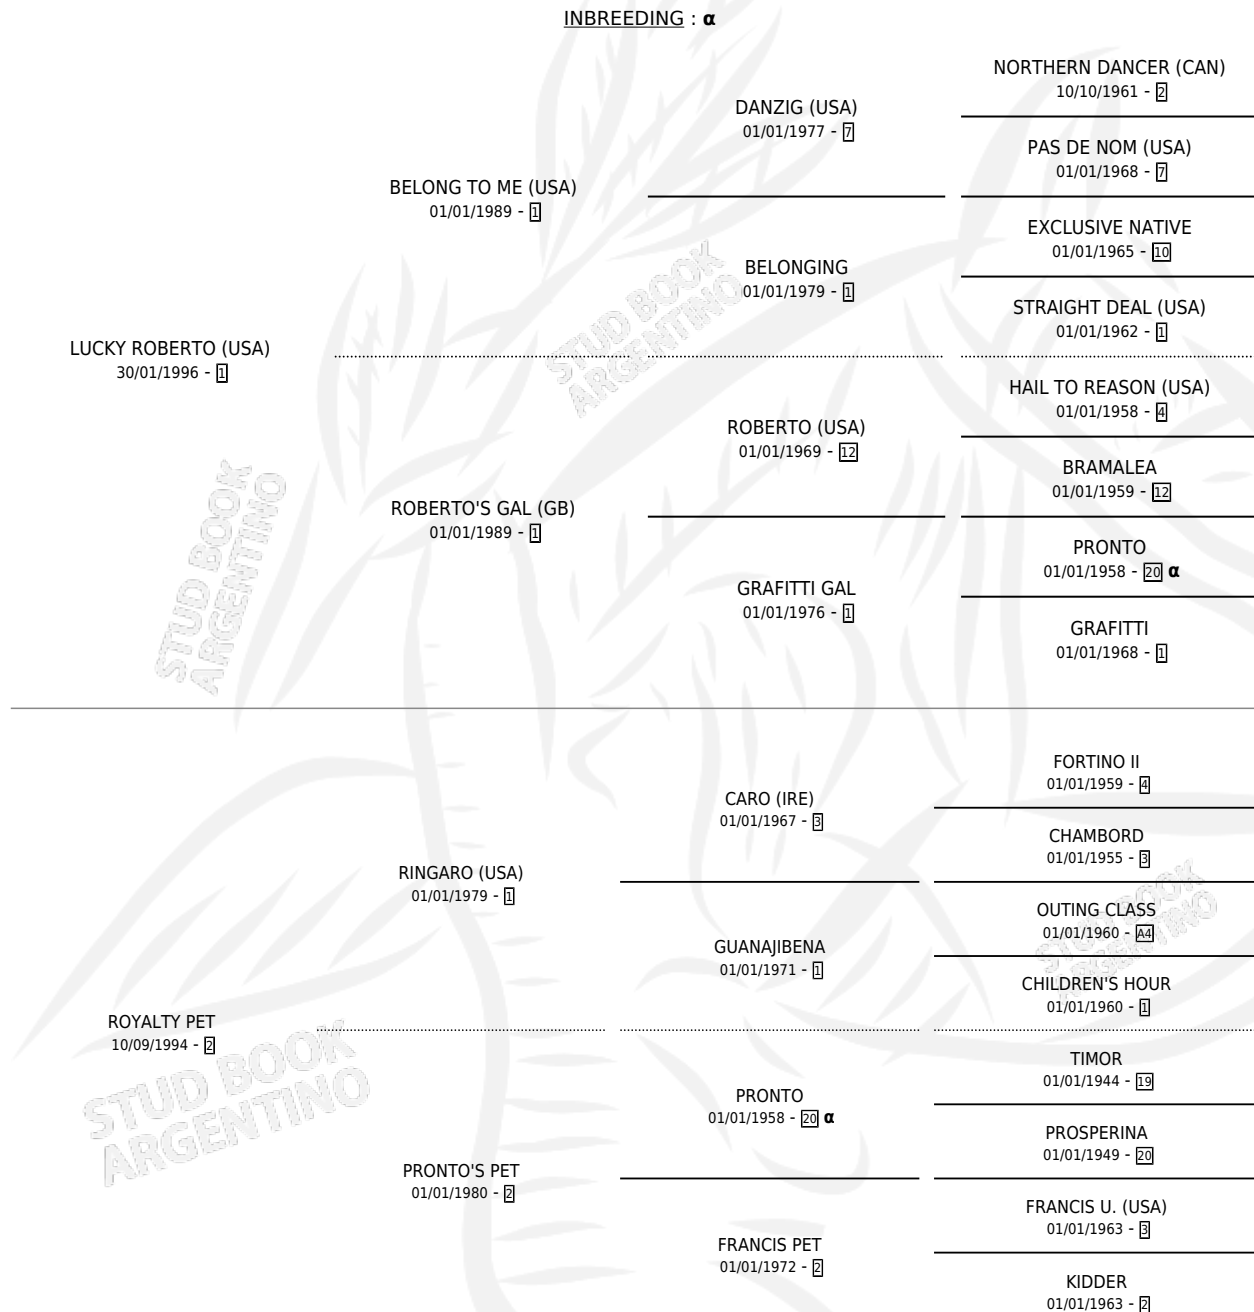 INBREEDING : α
NORTHERN DANCER (CAN)
10/10/1961 - 2
DANZIG (USA)
01/01/1977 - 7
PAS DE NOM (USA)
01/01/1968 - 7
BELONG TO ME (USA)
01/01/1989 - 1
EXCLUSIVE NATIVE
01/01/1965 - 10
BELONGING
01/01/1979 - 1
STRAIGHT DEAL (USA)
01/01/1962 - 1
LUCKY ROBERTO (USA)
30/01/1996 - 1
HAIL TO REASON (USA)
01/01/1958 - 4
ROBERTO (USA)
01/01/1969 - 12
BRAMALEA
01/01/1959 - 12
ROBERTO'S GAL (GB)
01/01/1989 - 1
PRONTO
01/01/1958 - 20 α
GRAFITTI GAL
01/01/1976 - 1
GRAFITTI
01/01/1968 - 1
FORTINO II
01/01/1959 - 4
CARO (IRE)
01/01/1967 - 3
CHAMBORD
01/01/1955 - 3
RINGARO (USA)
01/01/1979 - 1
OUTING CLASS
01/01/1960 - A4
GUANAJIBENA
01/01/1971 - 1
CHILDREN'S HOUR
01/01/1960 - 1
ROYALTY PET
10/09/1994 - 2
TIMOR
01/01/1944 - 19
PRONTO
01/01/1958 - 20 α
PROSPERINA
01/01/1949 - 20
PRONTO'S PET
01/01/1980 - 2
FRANCIS U. (USA)
01/01/1963 - 3
FRANCIS PET
01/01/1972 - 2
KIDDER
01/01/1963 - 2
STUD BOOK
ARGENTINO
STUD BOOK
ARGENTINO
STUD BOOK
ARGENTINO
STUD BOOK
ARGENTINO